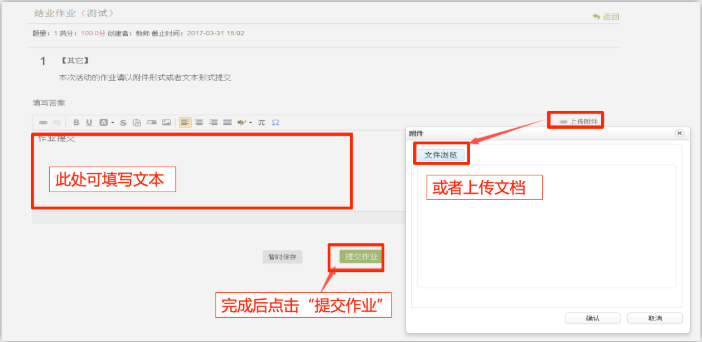 结业作业（测试）
返回
题量：1 满分：100.0分 创建者：教师 截止时间：2017-03-31 15:02
1 【其它】
本次活动的作业请以附件形式或者文本形式提交
填写答案
上传附件
作业提交
附件
文件浏览
此处可填写文本
或者上传文档
暂时保存
提交作业
完成后点击“提交作业”
确认
取消